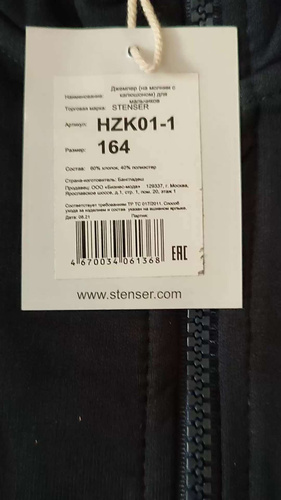 Наименование: Джемпер (на молнии с
капюшоном) для
мальчиков
Торговая марка: STENSER
Артикул: HZK01-1
Размер: 164
Состав: 60% хлопок, 40% полиэстер
Страна-изготовитель: Бангладеш
Продавец: ООО «Бизнес-мода» 129337, г. Москва,
Ярославское шоссе, д.1, стр. 1, пом. 20, этаж 1
Соответствует требованиям ТР ТС 017/2011. Способ
ухода за изделием и состав указан на вшивном ярлыке.
Дата: 08.21 Партия:
EAC
4 670034 061368
www.stenser.com